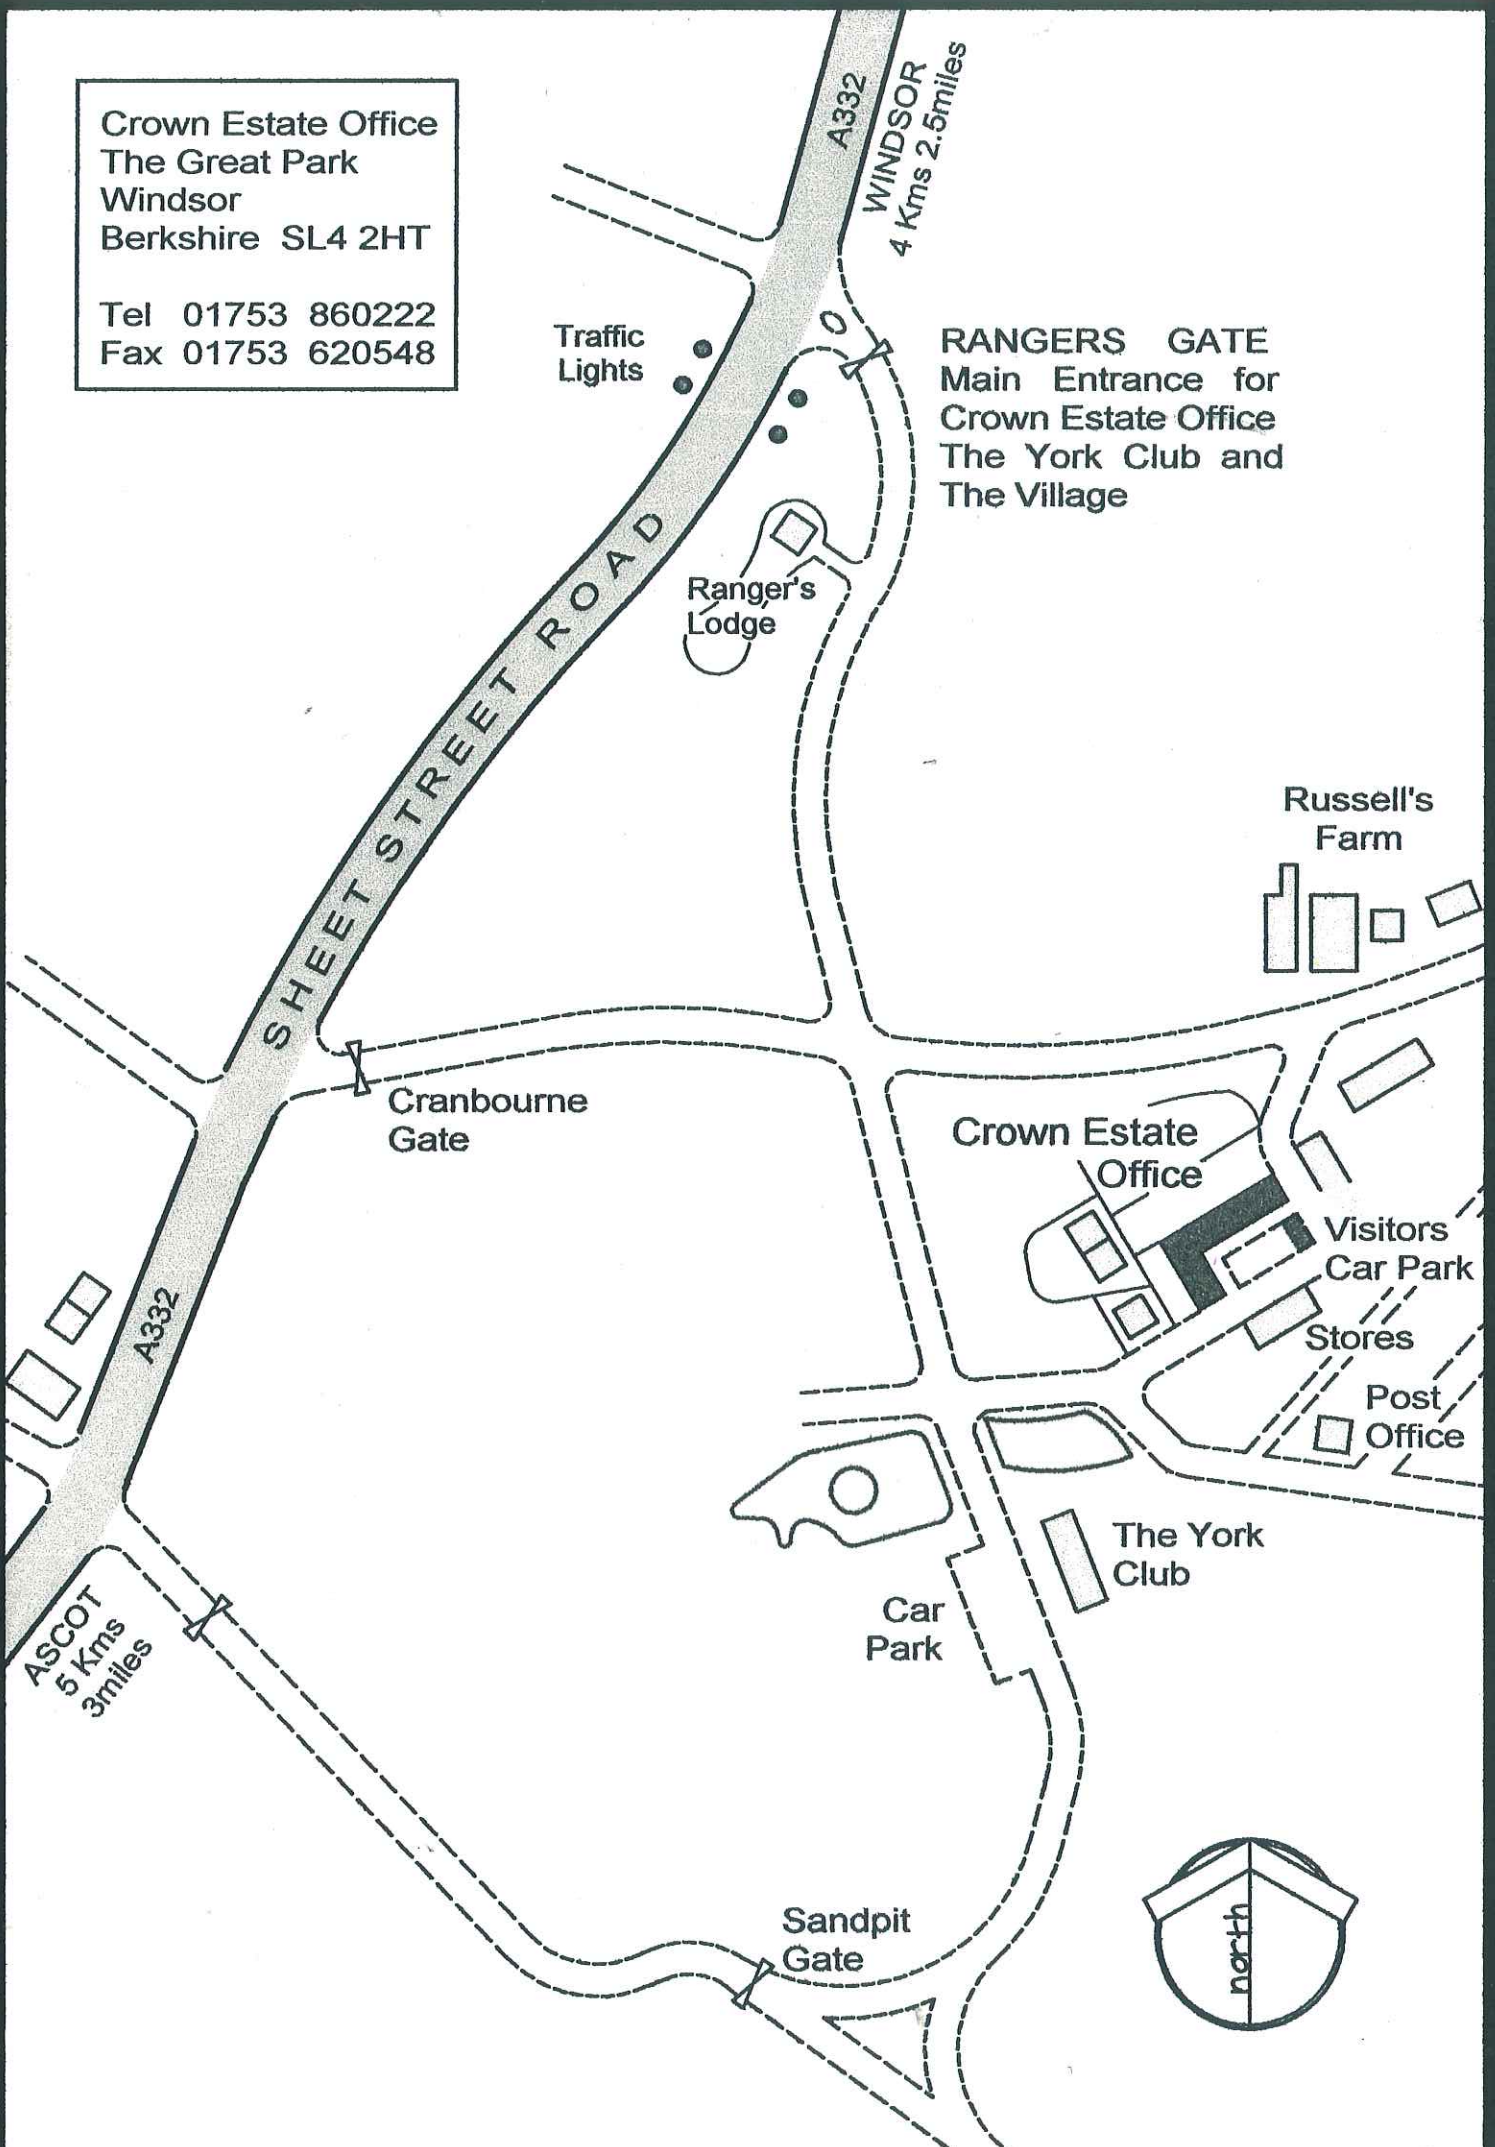 Crown Estate Office
The Great Park
Windsor
Berkshire SL4 2HT
Tel 01753 860222
Fax 01753 620548
A332
WINDSOR
4 Kms 2.5miles
Traffic
Lights
RANGERS GATE
Main Entrance for
Crown Estate Office
The York Club and
The Village
Ranger's
Lodge
SHEET STREET ROAD
Russell's
Farm
Cranbourne
Gate
Crown Estate
Office
Visitors
Car Park
Stores
Post
Office
A332
The York
Club
Car
Park
ASCOT
5 Kms
3miles
Sandpit
Gate
north